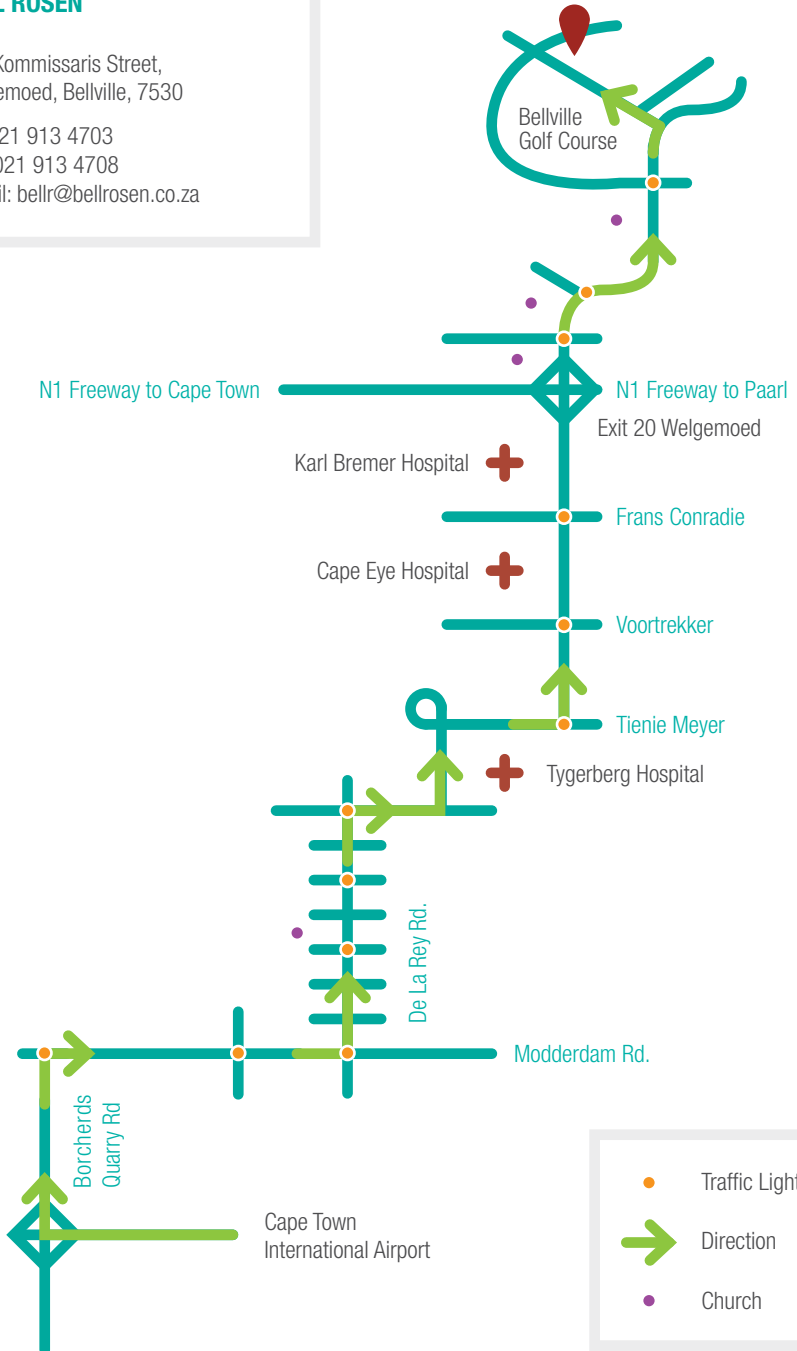 ROSEN
Kommissaris Street,
Bellville, 7530
21 913 4703
021 913 4708
bellr@bellrosen.co.za
Bellville
Golf Course
N1 Freeway to Cape Town
N1 Freeway to Paarl
Exit 20 Welgemoed
Karl Bremer Hospital
Frans Conradie
Cape Eye Hospital
Voortrekker
Tienie Meyer
Tygerberg Hospital
De La Rey Rd.
Modderdam Rd.
Borcherds
Quarry Rd
Cape Town
International Airport
Traffic Light
Direction
Church